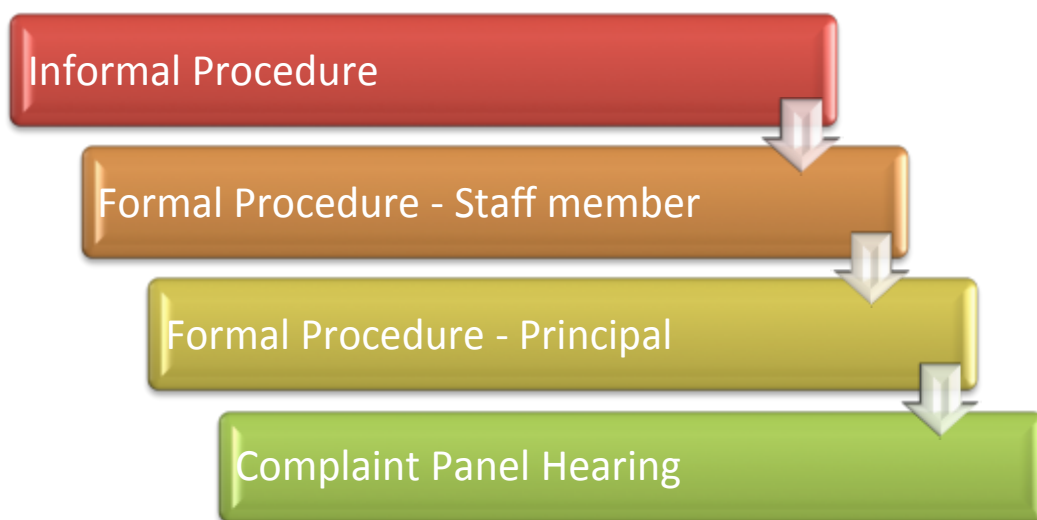 Informal Procedure
Formal Procedure - Staff member
Formal Procedure - Principal
Complaint Panel Hearing